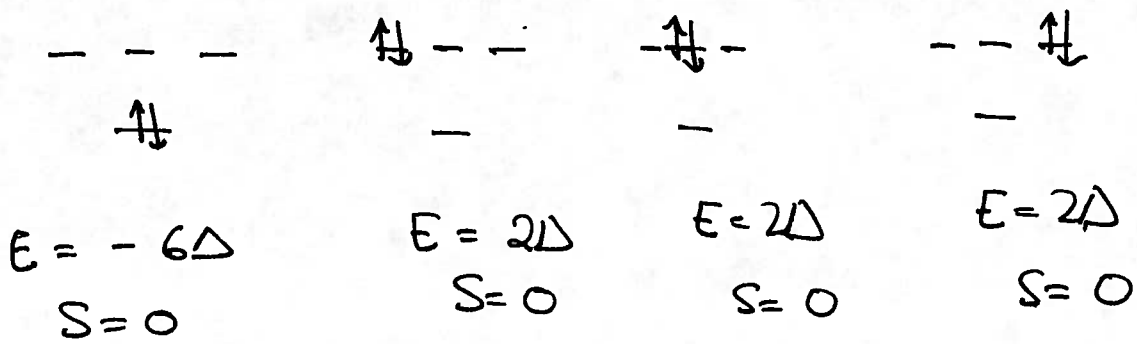 E = - 6Δ
S = 0
E = 2Δ
S = 0
E = 2Δ
S = 0
E = 2Δ
S = 0